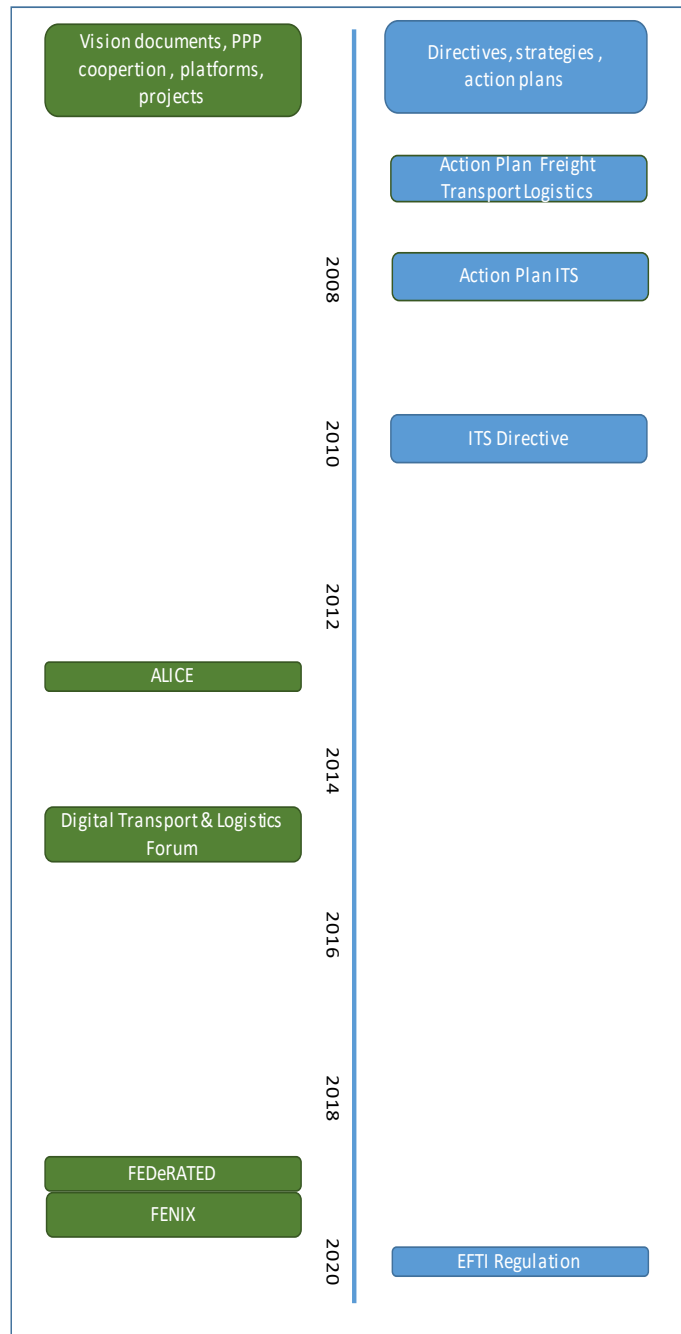 Vision documents, PPP
coopertion , platforms,
projects
Directives, strategies ,
action plans
Action Plan Freight
Transport Logistics
2008
Action Plan ITS
2010
ITS Directive
2012
ALICE
2014
Digital Transport & Logistics
Forum
2016
2018
FEDeRATED
FENIX
2020
EFTI Regulation